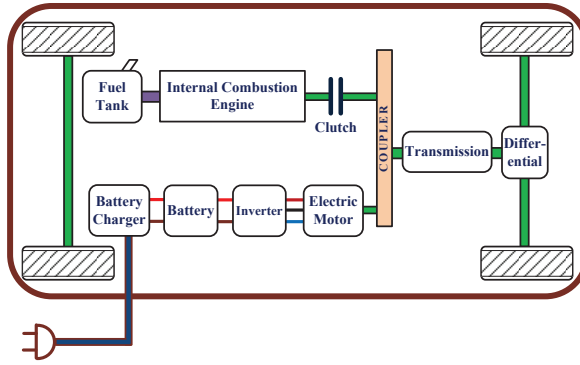 Fuel
Tank
Internal Combustion
Engine
Clutch
COUPLER
Transmission
Differ-
ential
Battery
Charger
Battery
Inverter
Electric
Motor